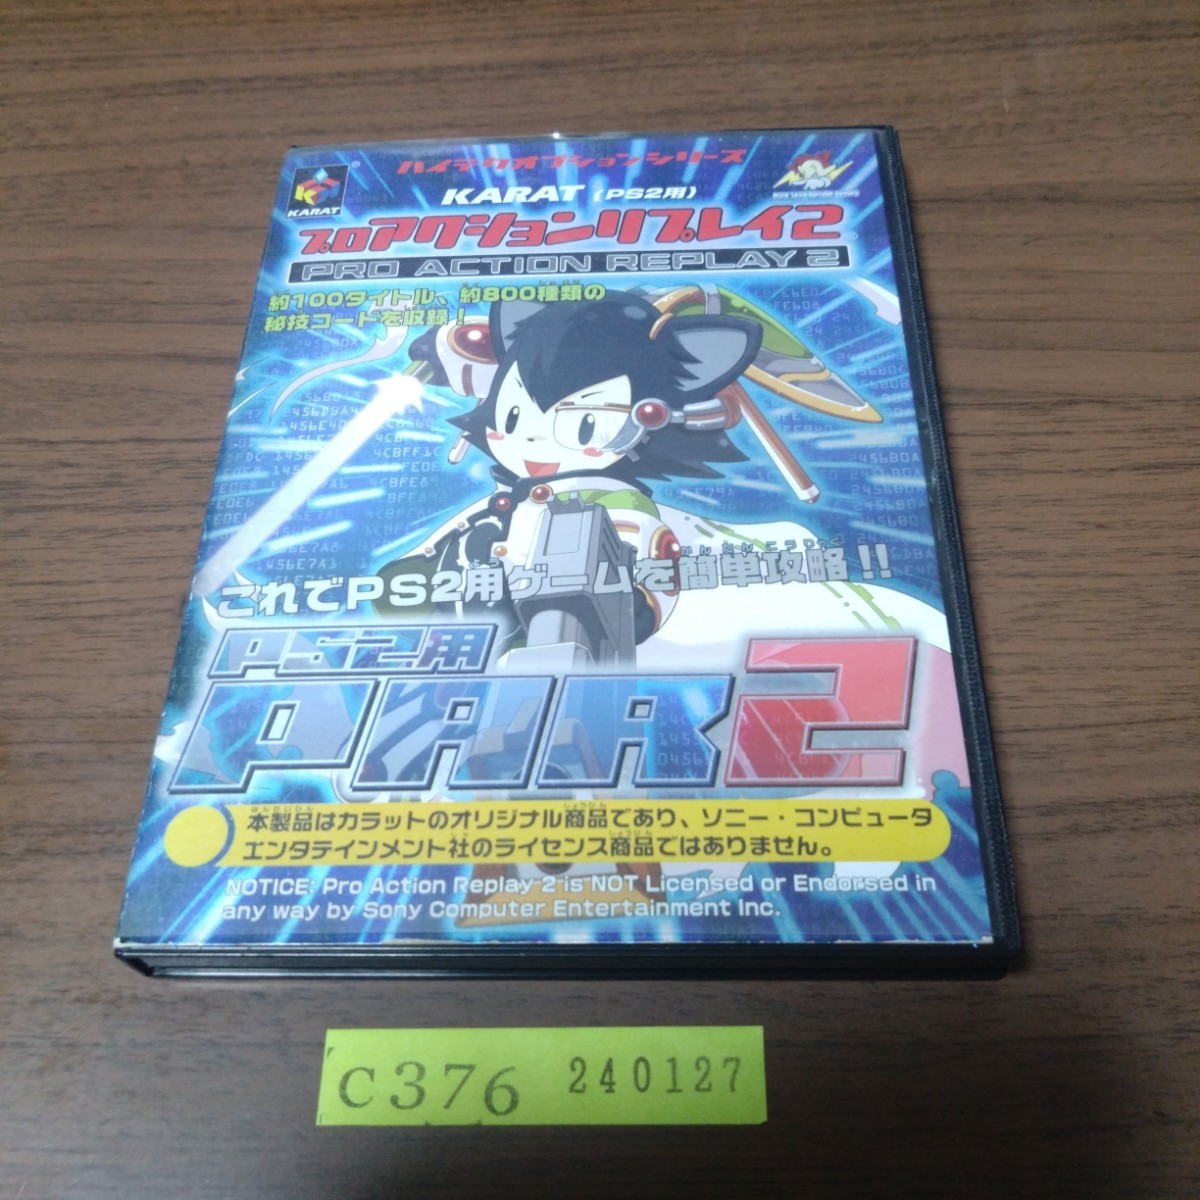 ハイテクオプションシリーズ
KARAT
KARAT (PS2用)
プロアクションリプレイ2
PRO ACTION REPLAY 2
約100タイトル、約800種類の
秘技コードを収録!
これでPS2用ゲームを簡単攻略!!
PS2用
PAR2
本製品はカラットのオリジナル商品であり、ソニー・コンピュータ
エンタテインメント社のライセンス商品ではありません。
NOTICE: Pro Action Replay 2 is NOT Licensed or Endorsed in
any way by Sony Computer Entertainment Inc.
C376 240127